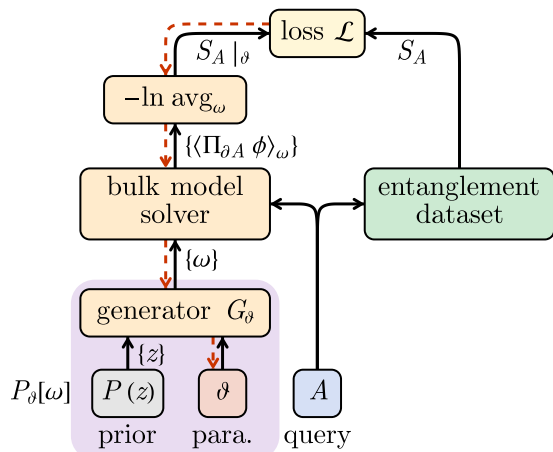 loss ℒ
S_A |_ϑ
S_A
−ln avg_ω
{⟨Π_∂A ϕ⟩_ω}
bulk model
solver
entanglement
dataset
{ω}
generator G_ϑ
{z}
P_ϑ[ω]
P (z)
ϑ
A
prior
para.
query